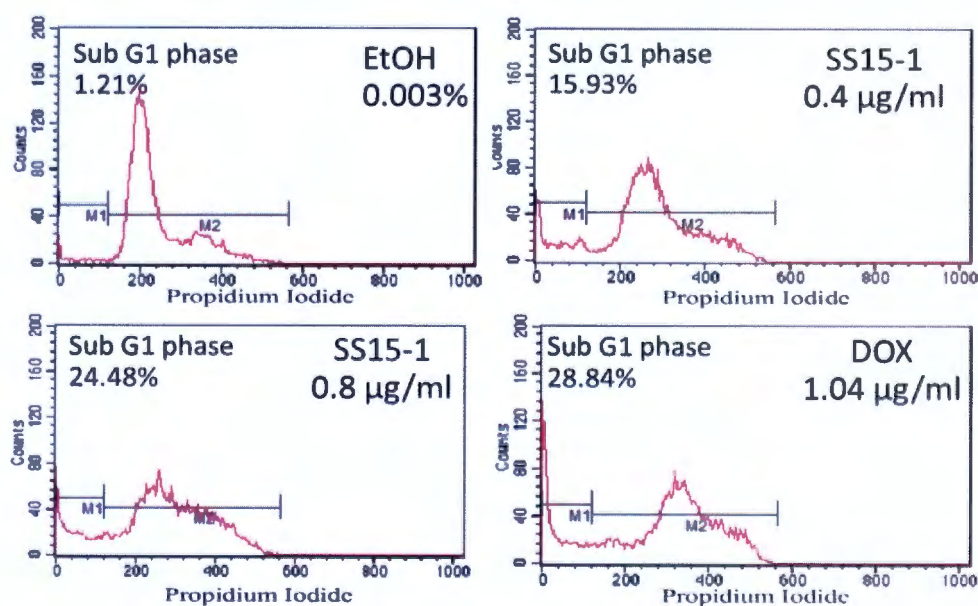 200
160
120
80
40
0
Counts
Sub G1 phase
1.21%
EtOH
0.003%
M1
M2
0 200 400 600 800 1000
Propidium Iodide
200
160
120
80
40
0
Counts
Sub G1 phase
15.93%
SS15-1
0.4 µg/ml
M1
M2
0 200 400 600 800 1000
Propidium Iodide
200
160
120
80
40
0
Counts
Sub G1 phase
24.48%
SS15-1
0.8 µg/ml
M1
M2
0 200 400 600 800 1000
Propidium Iodide
200
160
120
80
40
0
Counts
Sub G1 phase
28.84%
DOX
1.04 µg/ml
M1
M2
0 200 400 600 800 1000
Propidium Iodide